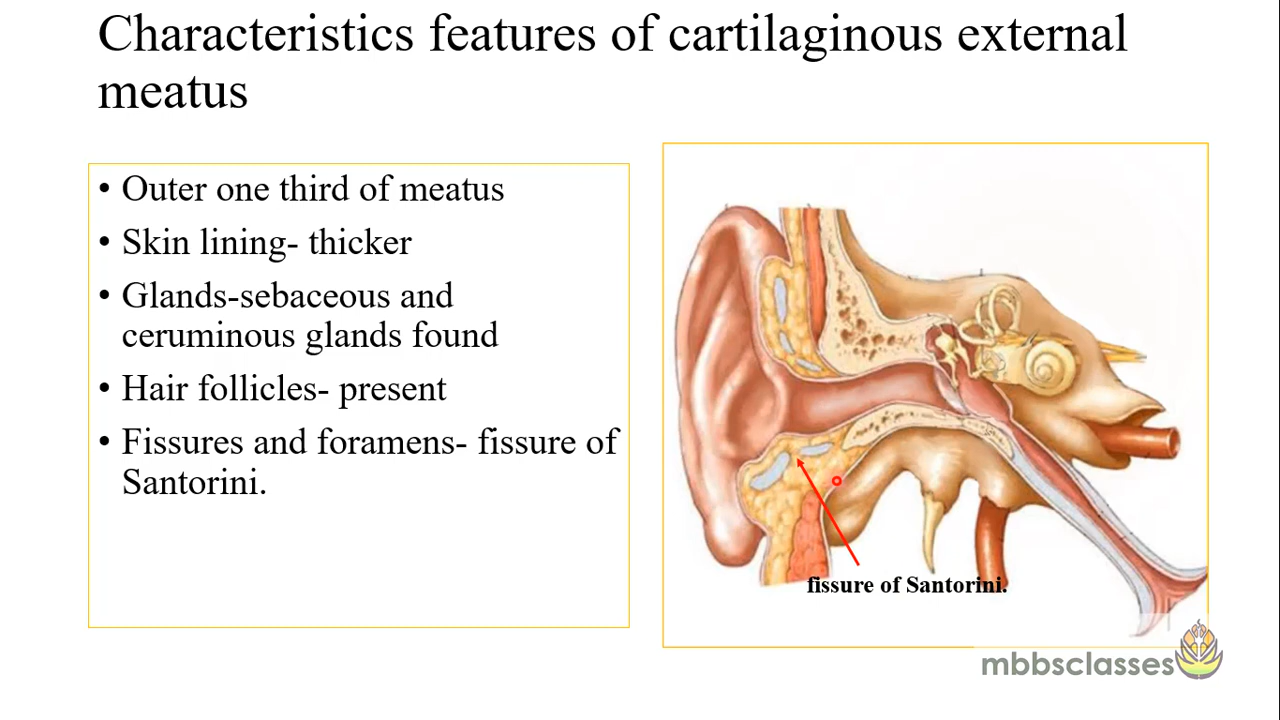 Characteristics features of cartilaginous external
meatus
• Outer one third of meatus
• Skin lining- thicker
• Glands-sebaceous and
ceruminous glands found
• Hair follicles- present
• Fissures and foramens- fissure of
Santorini.
fissure of Santorini.
mbbsclasses